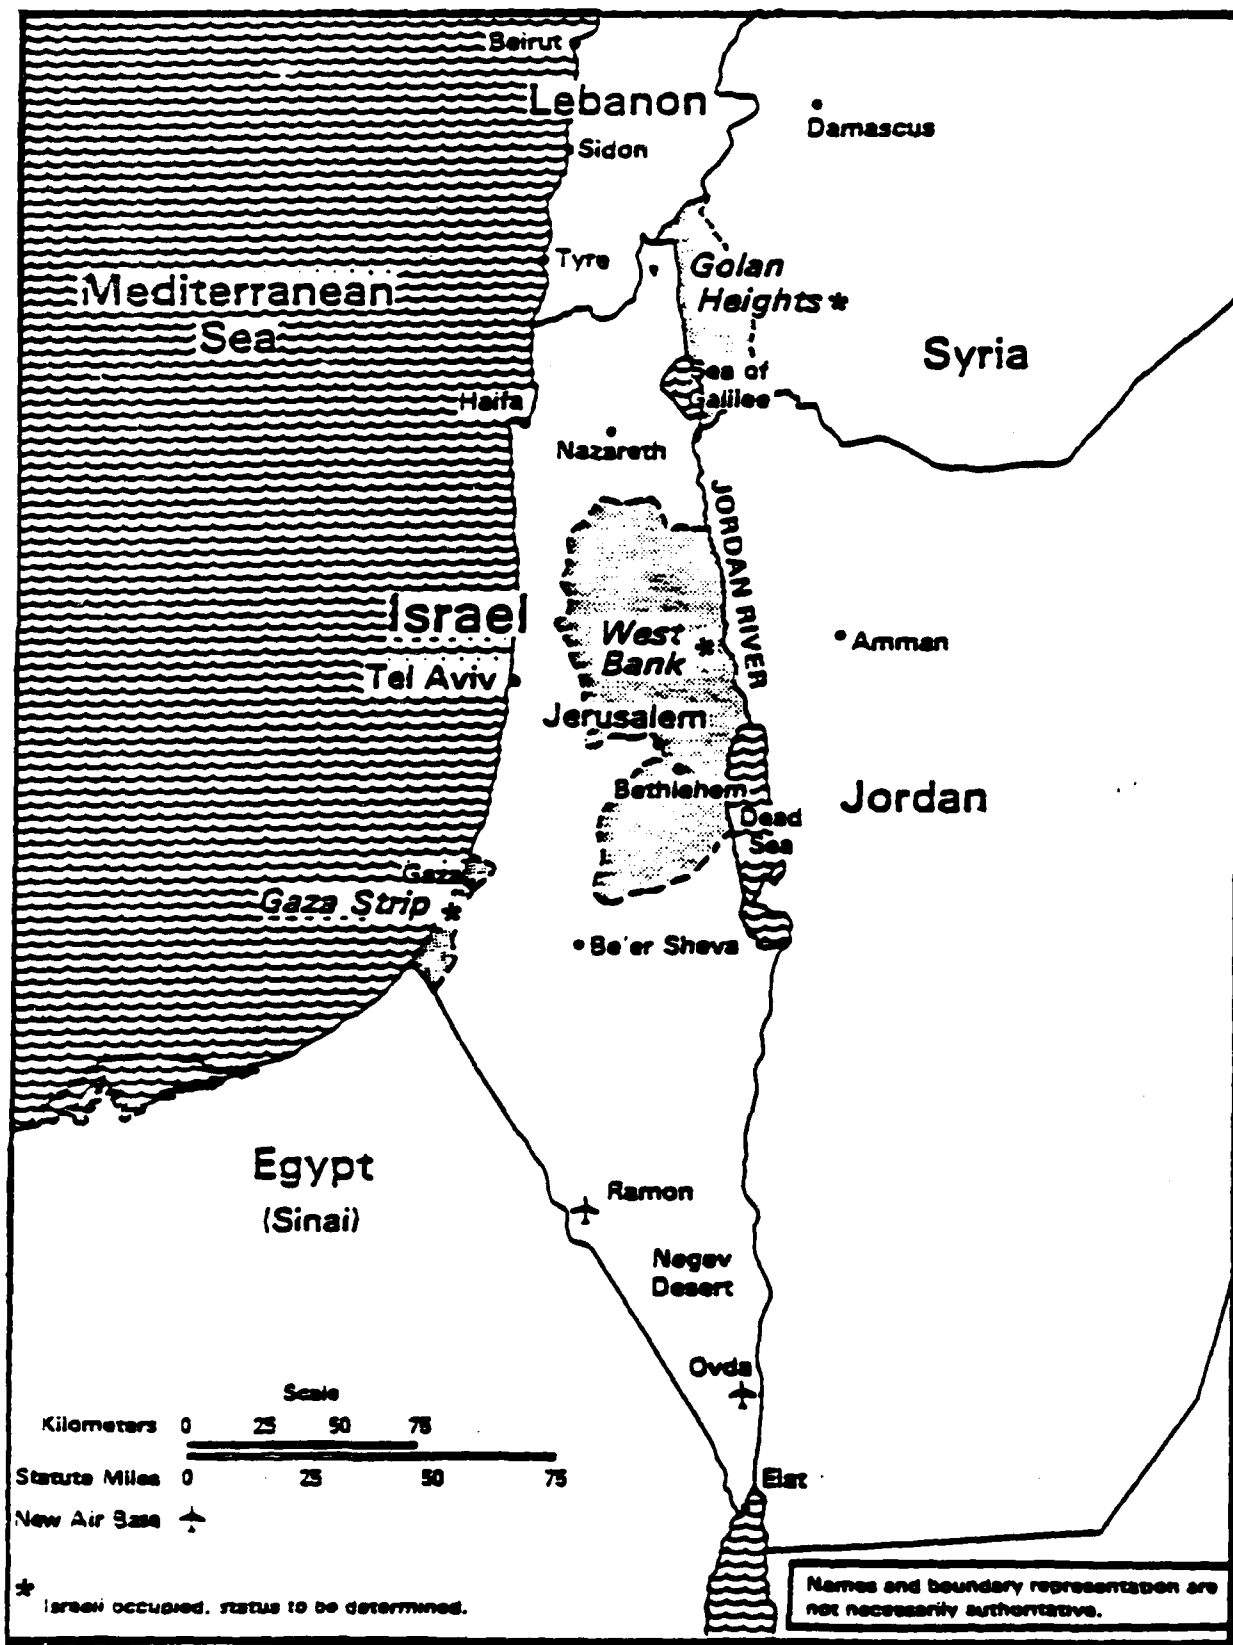 Beirut
Lebanon
Damascus
Sidon
Tyre
Golan
Heights *
Mediterranean
Sea
Syria
Sea of
Galilee
Haifa
Nazareth
JORDAN RIVER
Israel
West
Bank *
Amman
Tel Aviv
Jerusalem
Bethlehem
Jordan
Dead
Sea
Gaza
Gaza Strip *
Be'er Sheva
Egypt
(Sinai)
Ramon
Negev
Desert
Ovda
Scale
Kilometers 0 25 50 75
Statute Miles 0 25 50 75
Elat
New Air Base
* Israeli occupied, status to be determined.
Names and boundary representation are
not necessarily authoritative.